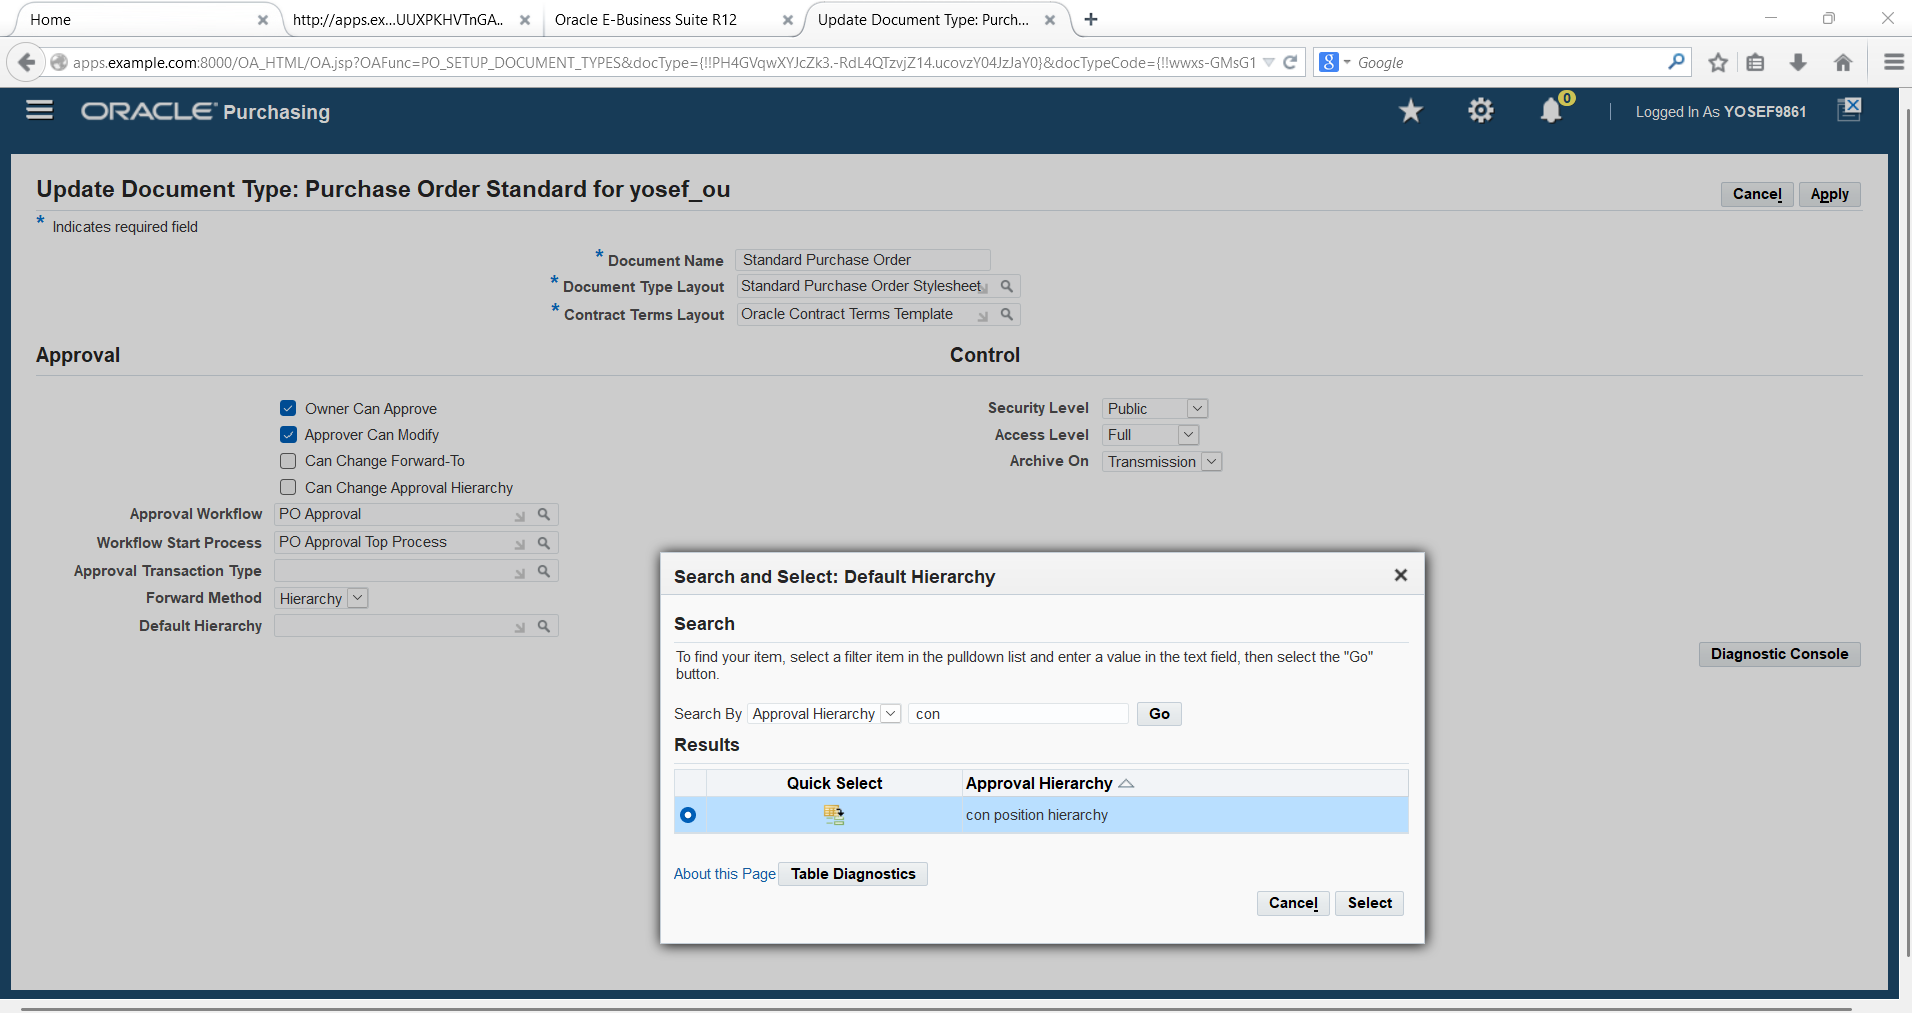 Home
http://apps.ex...UUXPKHVTnGA..
Oracle E-Business Suite R12
Update Document Type: Purch...
apps.example.com:8000/OA_HTML/OA.jsp?OAFunc=PO_SETUP_DOCUMENT_TYPES&docType={!!PH4GVqwXYJcZk3.-RdL4QTzvjZ14.ucovzY04JzJaY0}&docTypeCode={!!wwxs-GMsG1
8
Google
ORACLE Purchasing
0
Logged In As YOSEF9861
Update Document Type: Purchase Order Standard for yosef_ou
Cancel
Apply
* Indicates required field
* Document Name
Standard Purchase Order
* Document Type Layout
Standard Purchase Order Stylesheet
* Contract Terms Layout
Oracle Contract Terms Template
Approval
Control
Owner Can Approve
Approver Can Modify
Can Change Forward-To
Can Change Approval Hierarchy
Security Level
Public
Access Level
Full
Archive On
Transmission
Approval Workflow
PO Approval
Workflow Start Process
PO Approval Top Process
Approval Transaction Type
Forward Method
Hierarchy
Default Hierarchy
Diagnostic Console
Search and Select: Default Hierarchy
Search
To find your item, select a filter item in the pulldown list and enter a value in the text field, then select the "Go"
button.
Search By
Approval Hierarchy
con
Go
Results
Quick Select
Approval Hierarchy
con position hierarchy
About this Page
Table Diagnostics
Cancel
Select